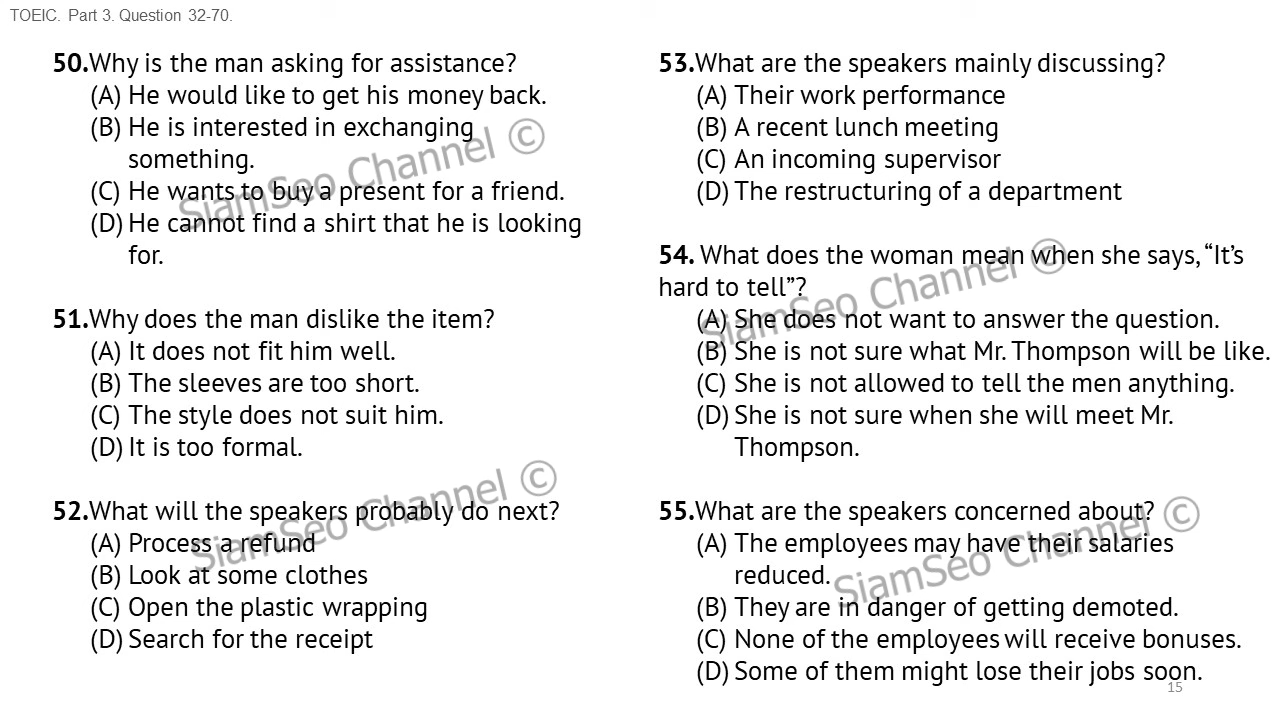 TOEIC. Part 3. Question 32-70.
50.Why is the man asking for assistance?
(A) He would like to get his money back.
(B) He is interested in exchanging
something.
(C) He wants to buy a present for a friend.
(D) He cannot find a shirt that he is looking
for.
51.Why does the man dislike the item?
(A) It does not fit him well.
(B) The sleeves are too short.
(C) The style does not suit him.
(D) It is too formal.
52.What will the speakers probably do next?
(A) Process a refund
(B) Look at some clothes
(C) Open the plastic wrapping
(D) Search for the receipt
53.What are the speakers mainly discussing?
(A) Their work performance
(B) A recent lunch meeting
(C) An incoming supervisor
(D) The restructuring of a department
54. What does the woman mean when she says, “It’s
hard to tell”?
(A) She does not want to answer the question.
(B) She is not sure what Mr. Thompson will be like.
(C) She is not allowed to tell the men anything.
(D) She is not sure when she will meet Mr.
Thompson.
55.What are the speakers concerned about?
(A) The employees may have their salaries
reduced.
(B) They are in danger of getting demoted.
(C) None of the employees will receive bonuses.
(D) Some of them might lose their jobs soon.
15
SiamSeo Channel ©
SiamSeo Channel ©
SiamSeo Channel ©
SiamSeo Channel ©